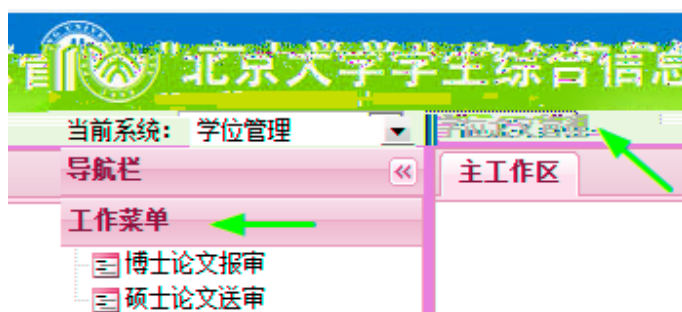 北京大学学生综合信息
当前系统: 学位管理
导航栏
主工作区
工作菜单
博士论文报审
硕士论文送审